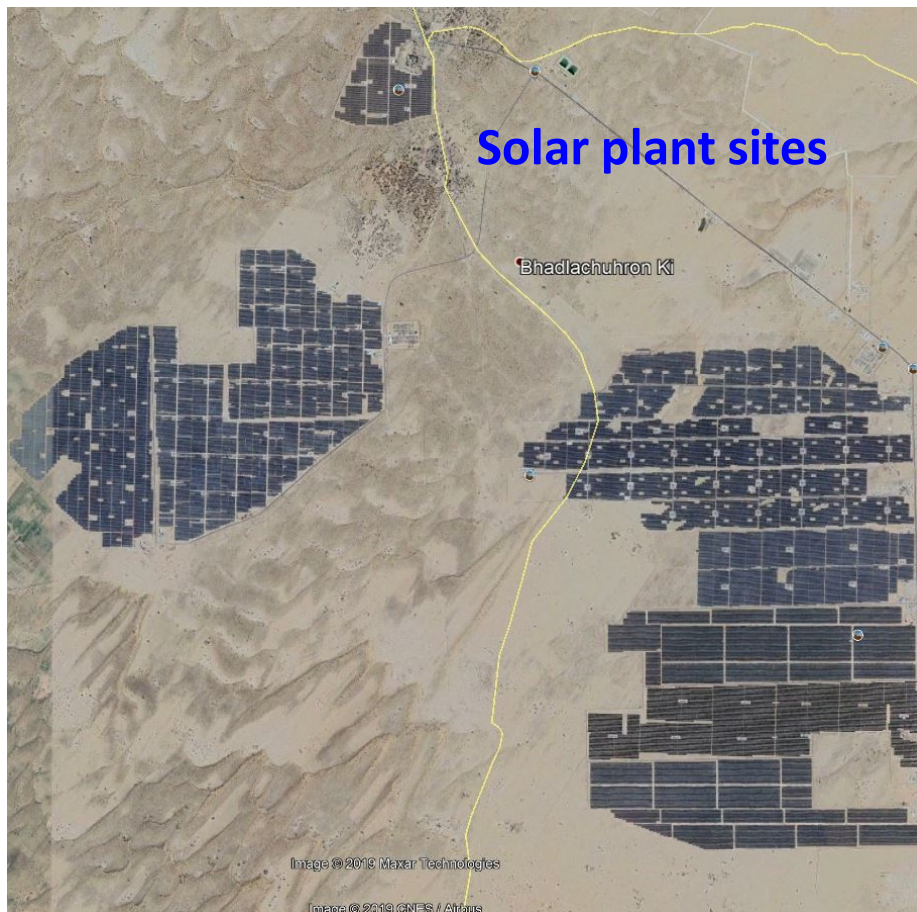 Solar plant sites
Bhadlachuhron Ki
Image © 2019 Maxar Technologies
Image © 2019 CNES / Airbus